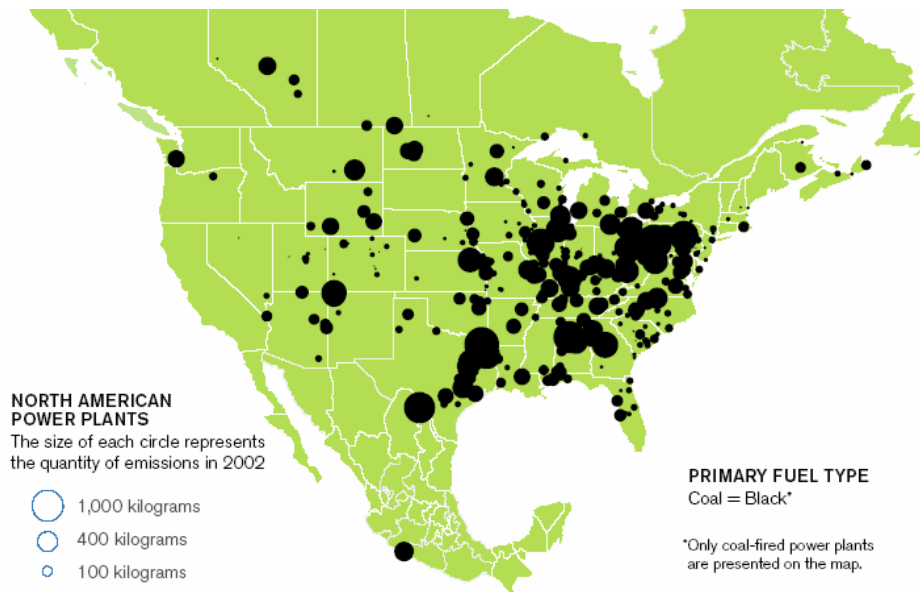 NORTH AMERICAN
POWER PLANTS
The size of each circle represents
the quantity of emissions in 2002
1,000 kilograms
400 kilograms
100 kilograms
PRIMARY FUEL TYPE
Coal = Black*
*Only coal-fired power plants
are presented on the map.